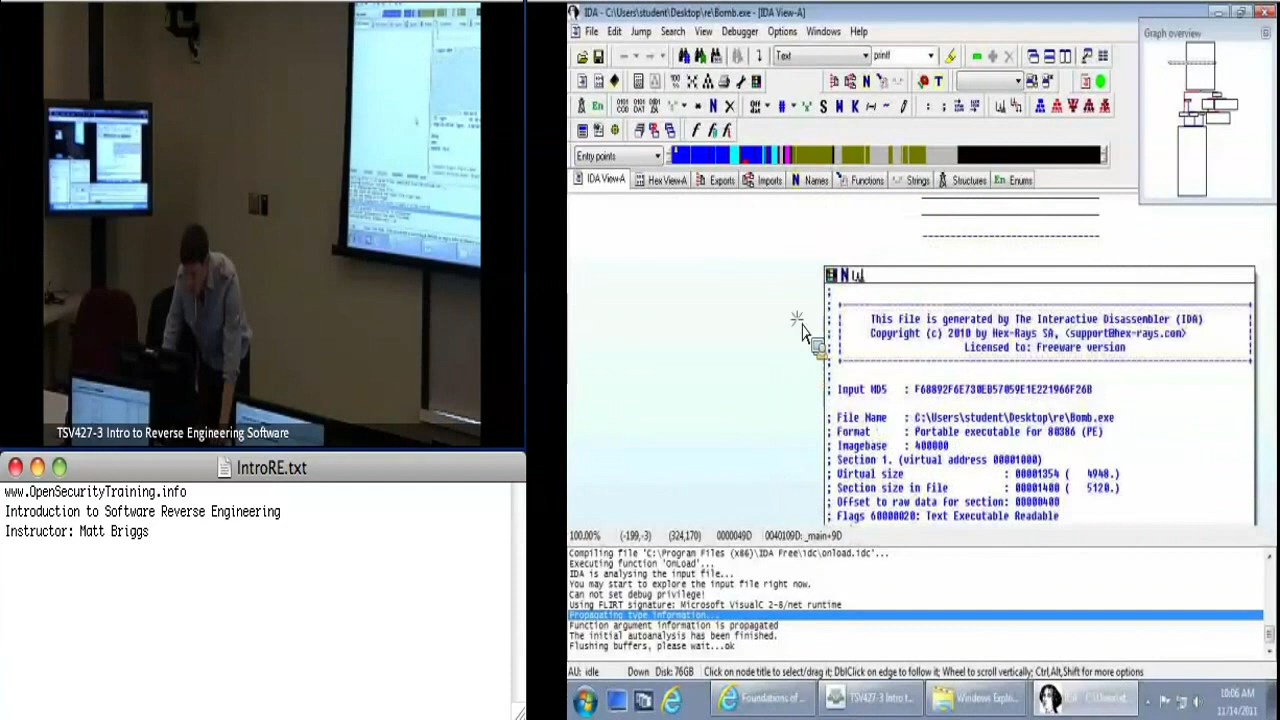 TSV427-3 Intro to Reverse Engineering Software
IntroRE.txt
www.OpenSecurityTraining.info
Introduction to Software Reverse Engineering
Instructor: Matt Briggs
IDA - C:\Users\student\Desktop\re\Bomb.exe - [IDA View-A]
File Edit Jump Search View Debugger Options Windows Help
Graph overview
Text
printf
Entry points
IDA View-A Hex View-A Exports Imports Names Functions Strings Structures Enums
This file is generated by The Interactive Disassembler (IDA)
Copyright (c) 2010 by Hex-Rays SA, <support@hex-rays.com>
Licensed to: Freeware version
; Input MD5 : F68892F6E730EB57059E1E221966F26B
; File Name : C:\Users\student\Desktop\re\Bomb.exe
; Format : Portable executable for 80386 (PE)
; Imagebase : 400000
; Section 1. (virtual address 00001000)
; Virtual size : 00001354 ( 4948.)
; Section size in file : 00001400 ( 5120.)
; Offset to raw data for section: 00000400
; Flags 60000020: Text Executable Readable
100.00% (-199,-3) (324,170) 0000049D 0040109D: _main+9D
Compiling file 'C:\Program Files (x86)\IDA Free\idc\onload.idc'...
Executing function 'OnLoad'...
IDA is analysing the input file...
You may start to explore the input file right now.
Can not set debug privilege!
Using FLIRT signature: Microsoft VisualC 2-8/net runtime
Propagating type information...
Function argument information is propagated
The initial autoanalysis has been finished.
Flushing buffers, please wait...ok
AU: idle Down Disk: 76GB Click on node title to select/drag it; DblClick on edge to follow it; Wheel to scroll vertically; Ctrl,Alt,Shift for more options
Foundations of ...
TSV427-3 Intro t...
Windows Explo...
10:06 AM
11/14/2011